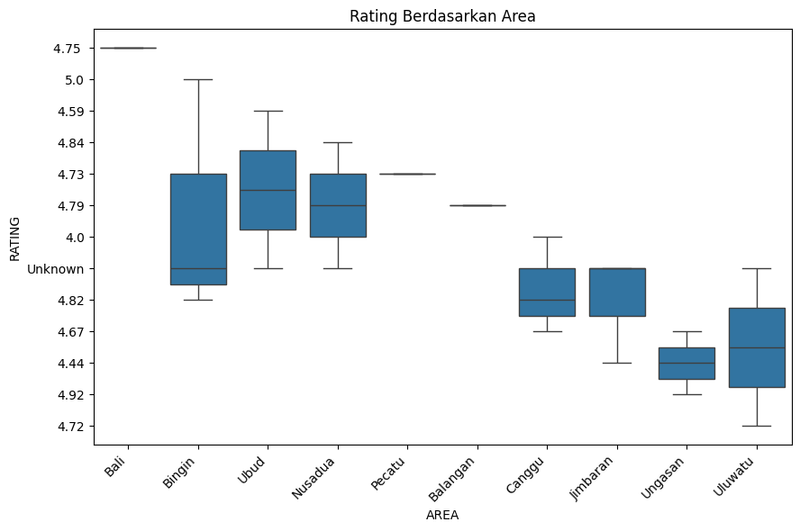 Rating Berdasarkan Area
RATING
4.75
5.0
4.59
4.84
4.73
4.79
4.0
Unknown
4.82
4.67
4.44
4.92
4.72
Bali
Bingin
Ubud
Nusadua
Pecatu
Balangan
Canggu
Jimbaran
Ungasan
Uluwatu
AREA